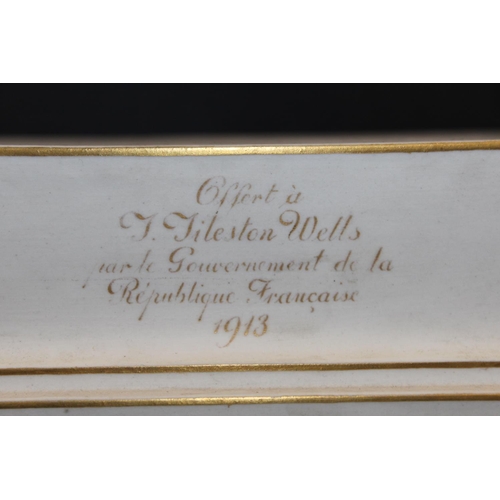 Offert à
T. Tileston Wells
par le Gouvernement de la
République Française
1913